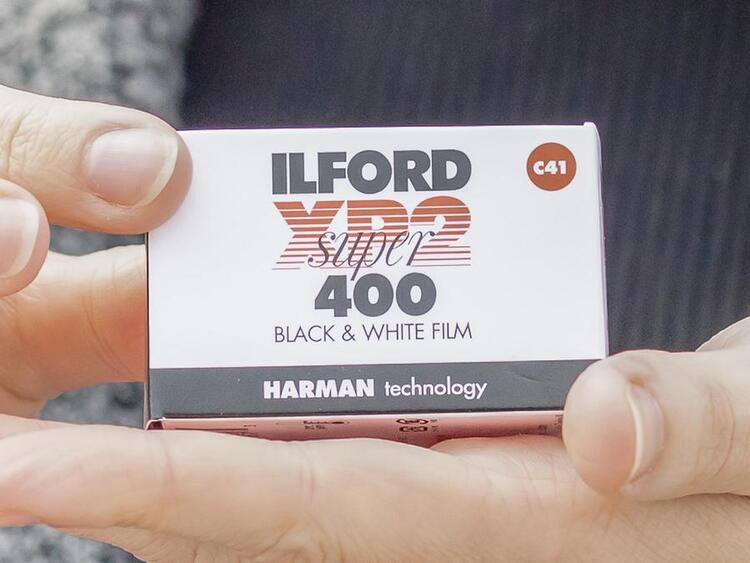 ILFORD
C41
XP2
super
400
BLACK & WHITE FILM
HARMAN technology